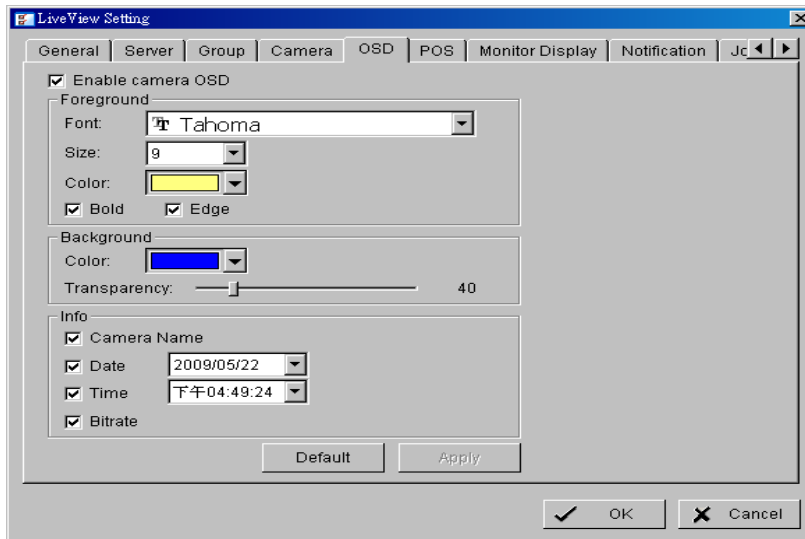 LiveView Setting
General Server Group Camera OSD POS Monitor Display Notification
Enable camera OSD
Foreground
Font: Tahoma
Size: 9
Color:
Bold Edge
Background
Color:
Transparency: 40
Info
Camera Name
Date 2009/05/22
Time 下午04:49:24
Bitrate
Default Apply
OK Cancel